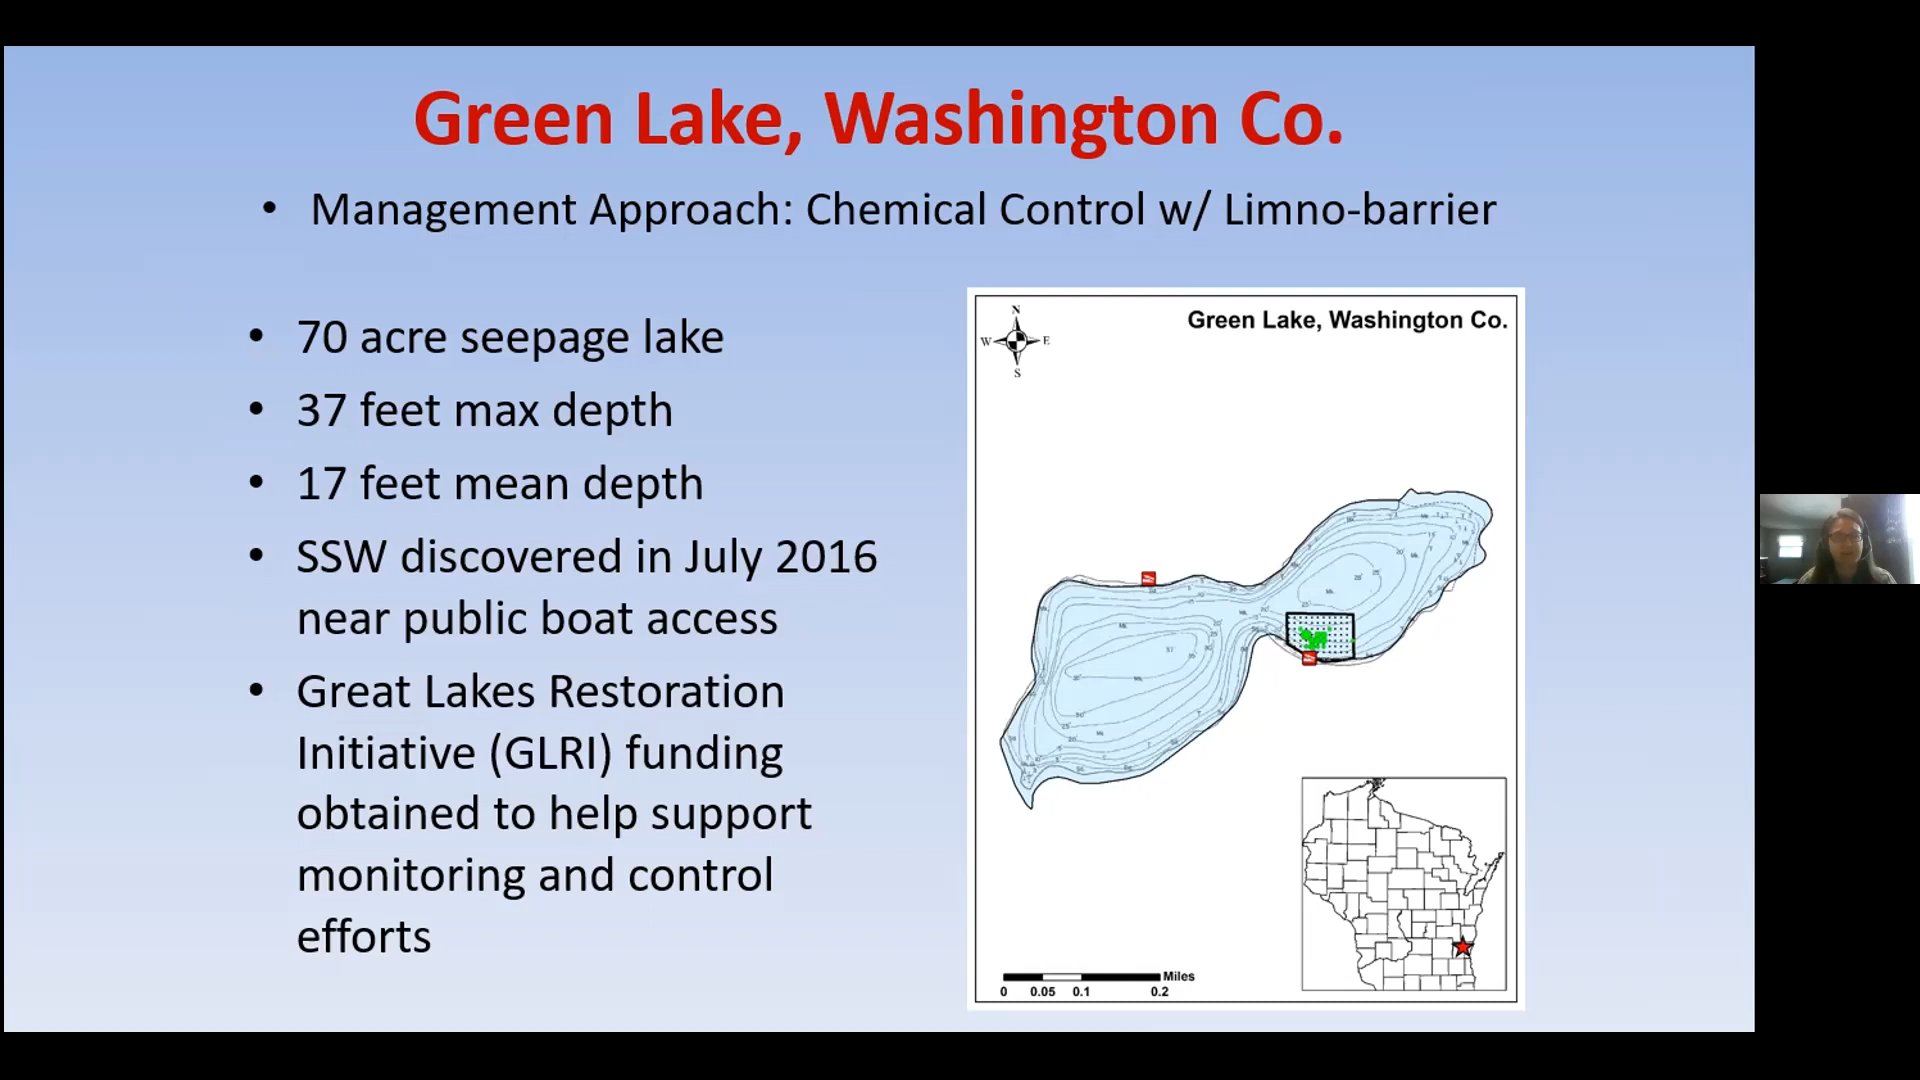 Green Lake, Washington Co.
• Management Approach: Chemical Control w/ Limno-barrier
• 70 acre seepage lake
• 37 feet max depth
• 17 feet mean depth
• SSW discovered in July 2016
near public boat access
• Great Lakes Restoration
Initiative (GLRI) funding
obtained to help support
monitoring and control
efforts
Green Lake, Washington Co.
N
W E
S
Miles
0 0.05 0.1 0.2